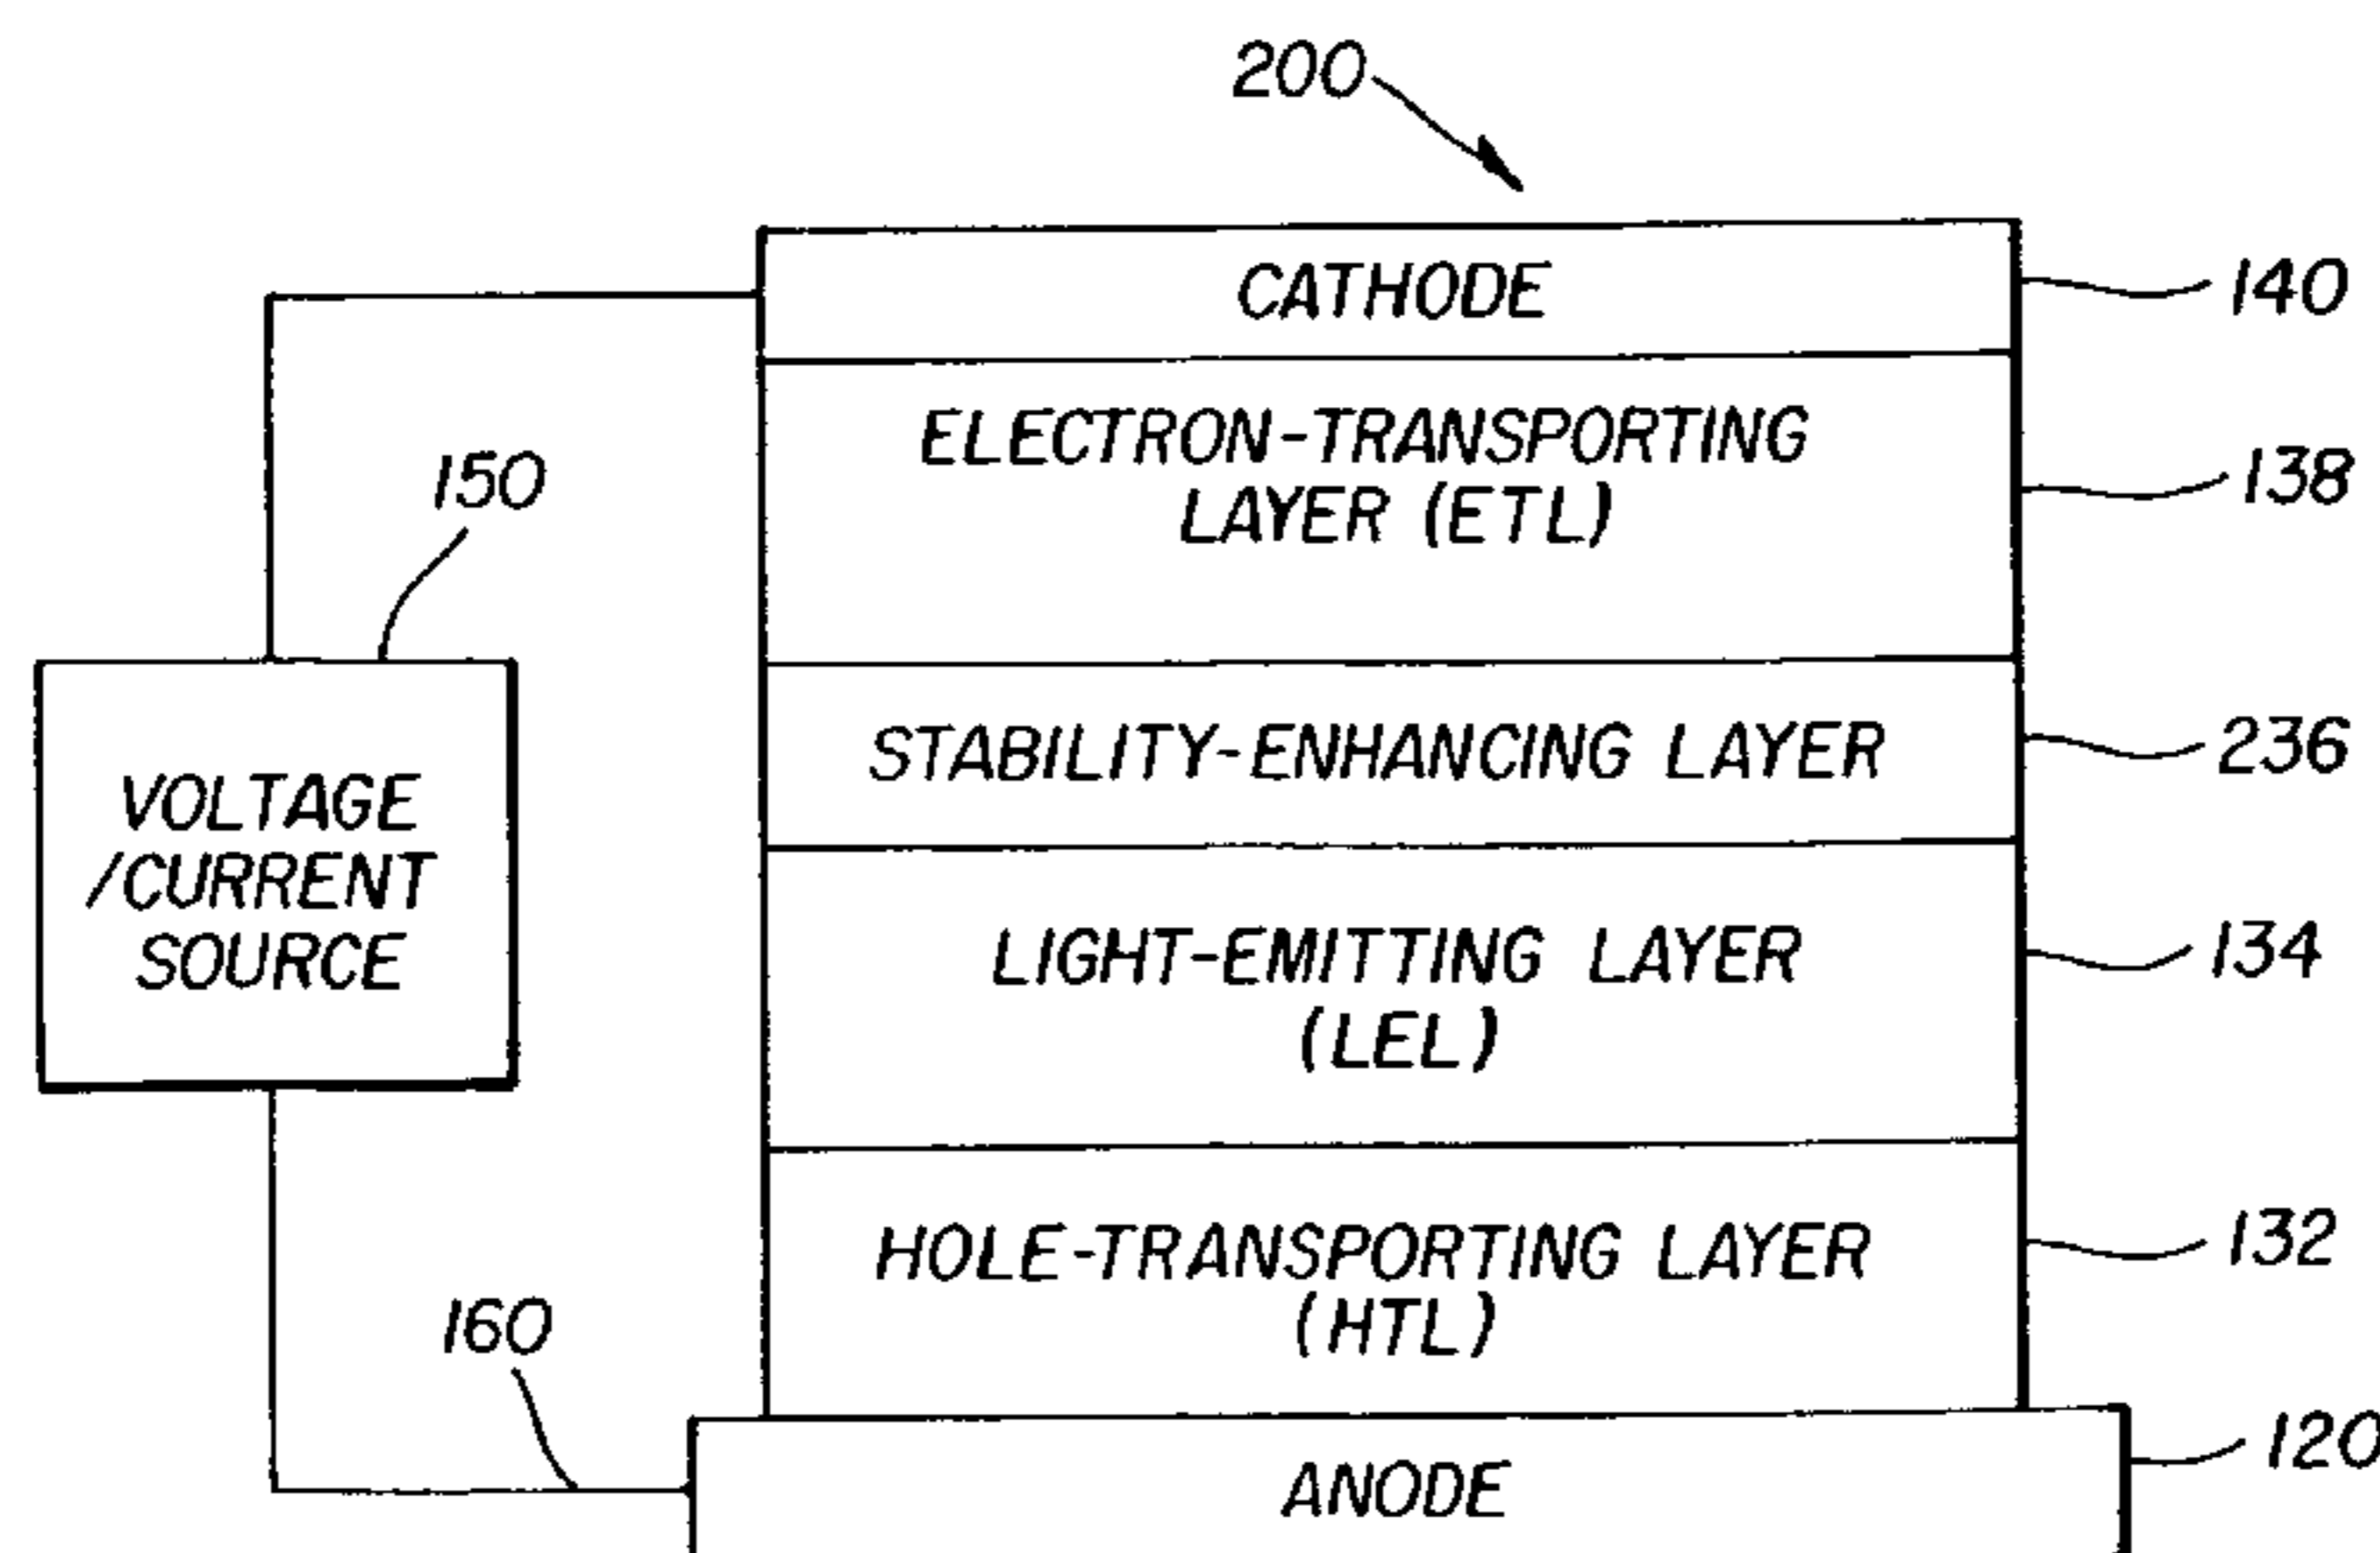 200
CATHODE
140
ELECTRON-TRANSPORTING
LAYER (ETL)
138
150
STABILITY-ENHANCING LAYER
236
VOLTAGE
/CURRENT
SOURCE
LIGHT-EMITTING LAYER
(LEL)
134
HOLE-TRANSPORTING LAYER
(HTL)
132
160
ANODE
120